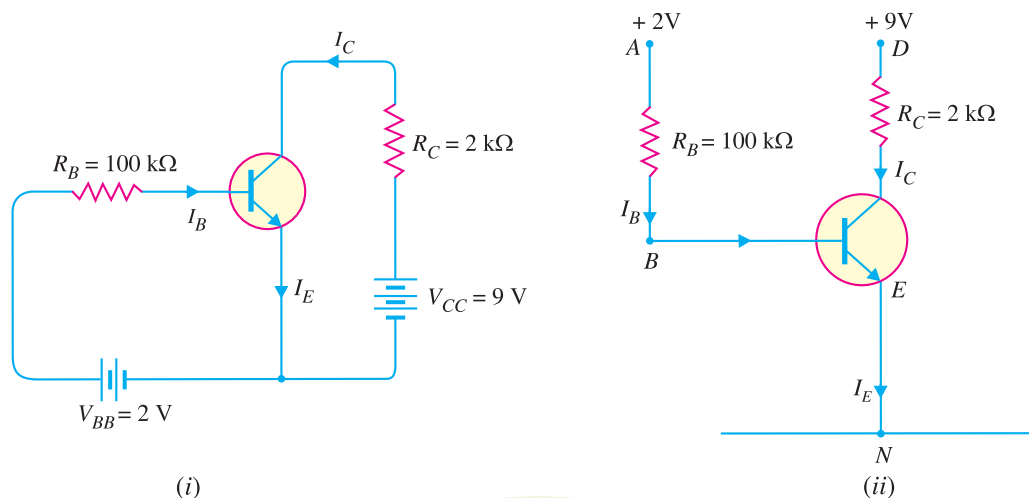 I_C
R_C = 2 kΩ
R_B = 100 kΩ
I_B
I_E
V_CC = 9 V
V_BB = 2 V
(i)
+ 2V
A
+ 9V
D
R_B = 100 kΩ
R_C = 2 kΩ
I_C
I_B
B
E
I_E
N
(ii)